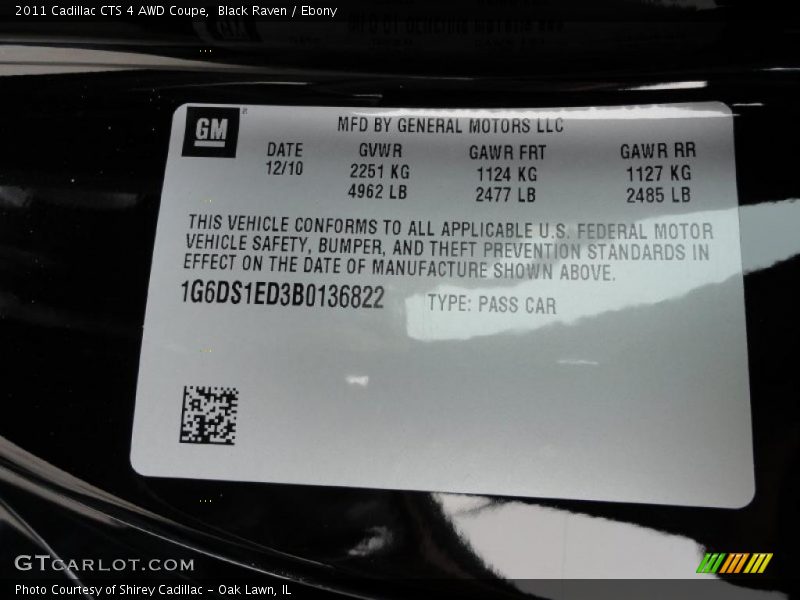 2011 Cadillac CTS 4 AWD Coupe, Black Raven / Ebony
GM
MFD BY GENERAL MOTORS LLC
DATE GVWR GAWR FRT GAWR RR
12/10 2251 KG 1124 KG 1127 KG
4962 LB 2477 LB 2485 LB
THIS VEHICLE CONFORMS TO ALL APPLICABLE U.S. FEDERAL MOTOR
VEHICLE SAFETY, BUMPER, AND THEFT PREVENTION STANDARDS IN
EFFECT ON THE DATE OF MANUFACTURE SHOWN ABOVE.
1G6DS1ED3B0136822 TYPE: PASS CAR
GTCARLOT.COM
Photo Courtesy of Shirey Cadillac - Oak Lawn, IL